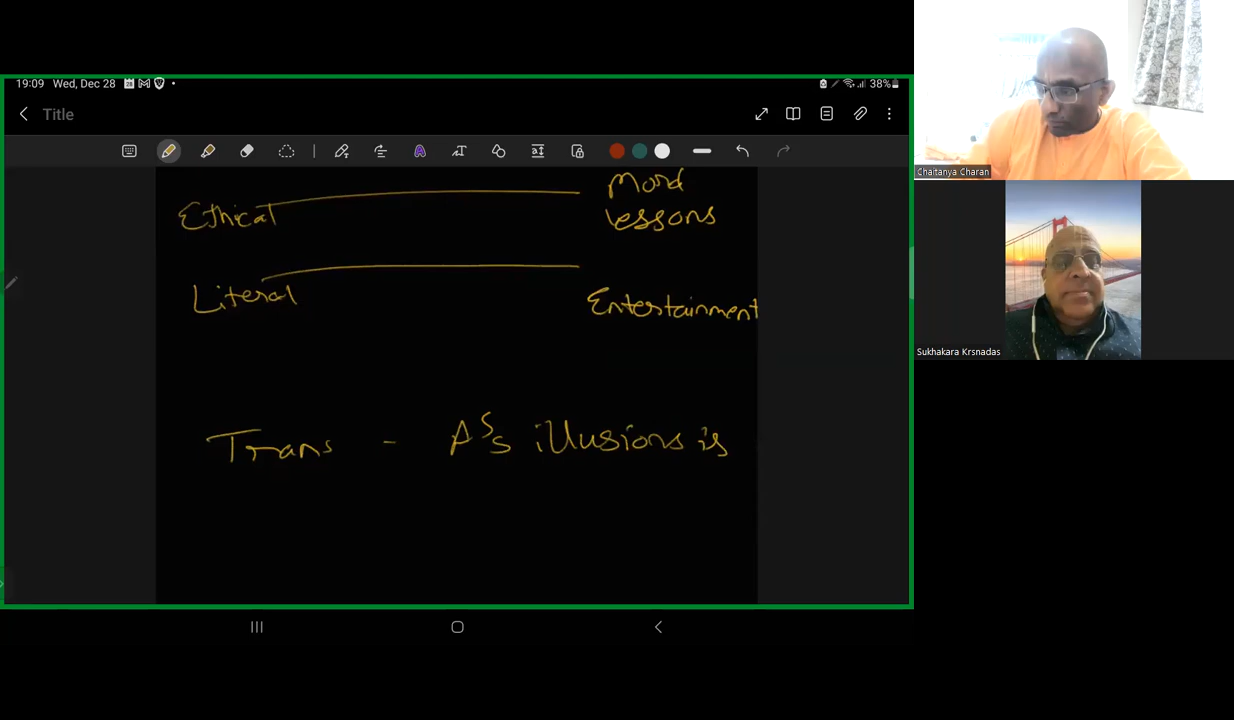 19:09 Wed, Dec 28
38%
Title
Moral
Ethical
lessons
Literal
Entertainment
Trans - illusions is
Chaitanya Charan
Sukhakara Krsnadas